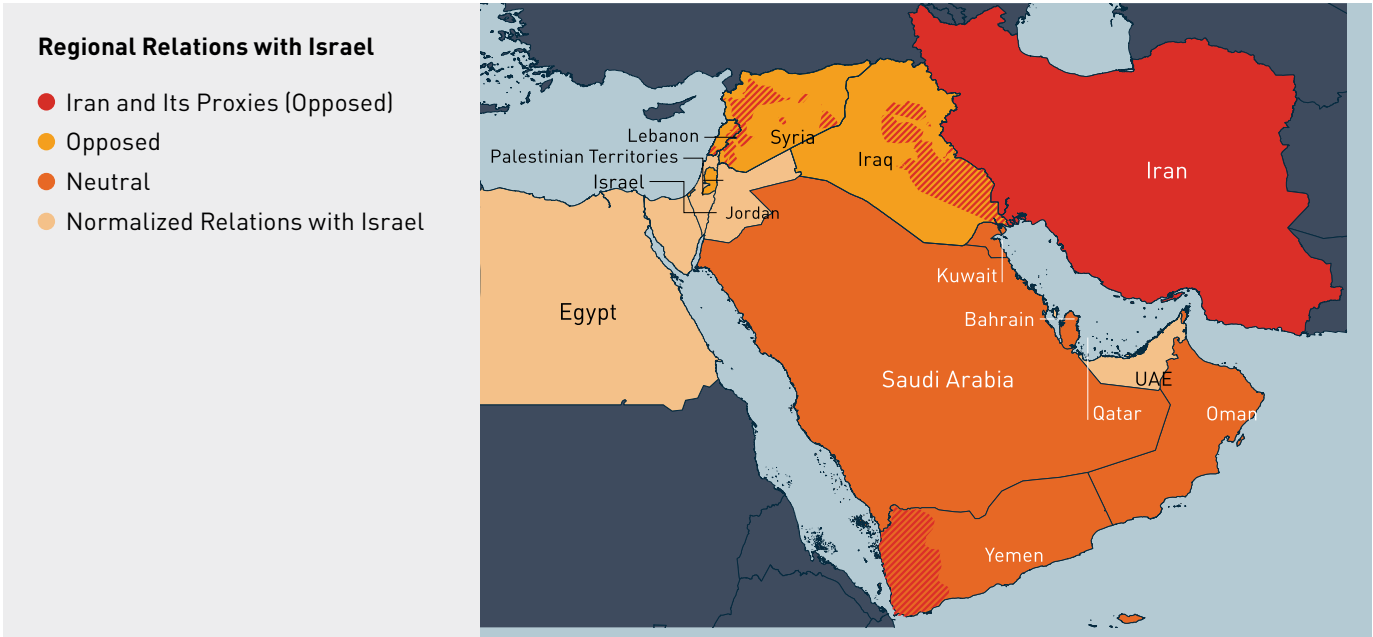 Regional Relations with Israel
Iran and Its Proxies (Opposed)
Opposed
Neutral
Normalized Relations with Israel
Lebanon
Syria
Palestinian Territories
Iraq
Iran
Israel
Jordan
Kuwait
Egypt
Bahrain
Saudi Arabia
UAE
Qatar
Oman
Yemen